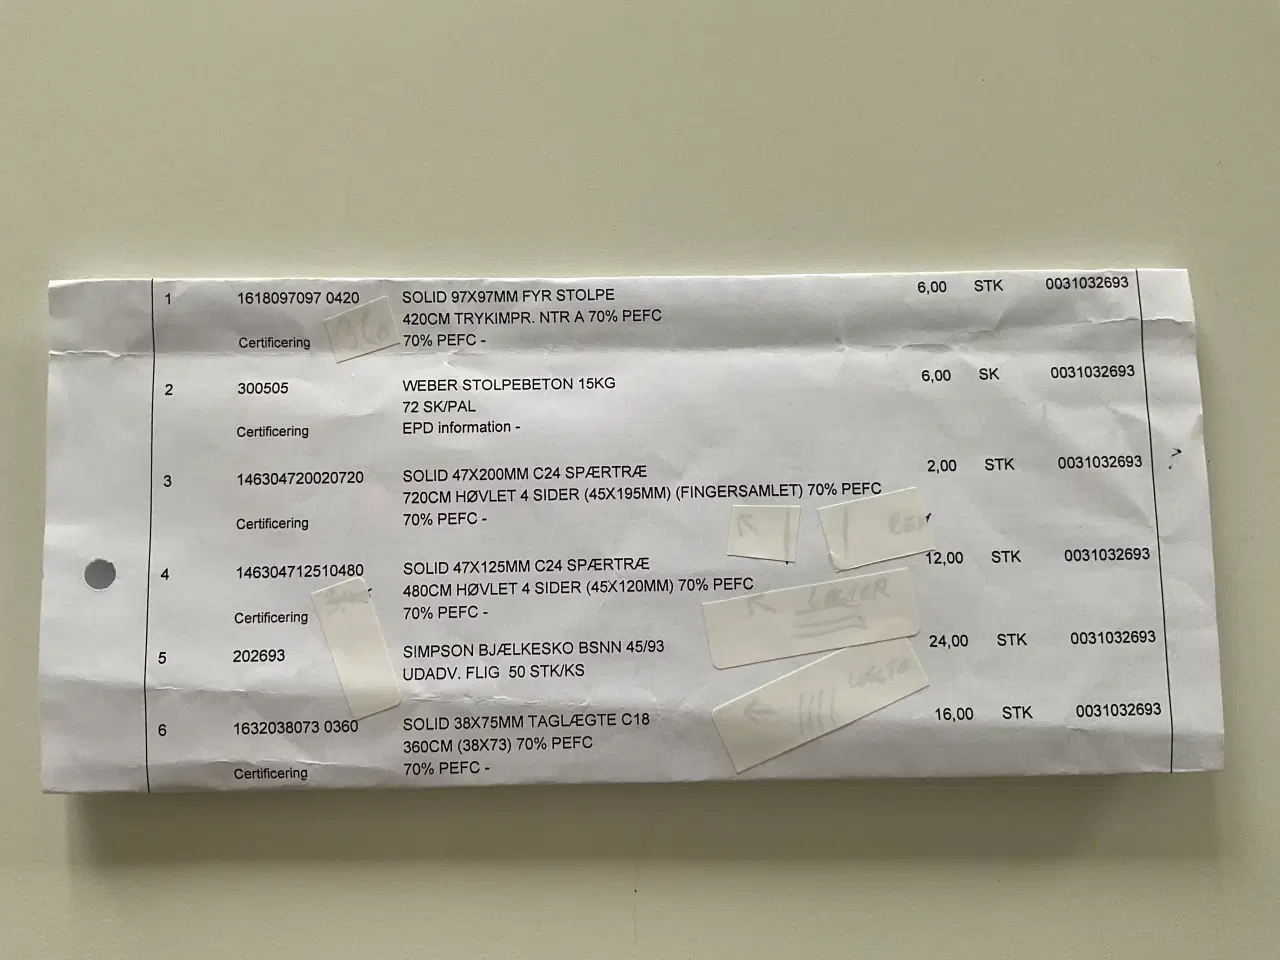 1 1618097097 0420 SOLID 97X97MM FYR STOLPE 6,00 STK 0031032693
420CM TRYKIMPR. NTR A 70% PEFC
Certificering 70% PEFC -
2 300505 WEBER STOLPEBETON 15KG 6,00 SK 0031032693
72 SK/PAL
Certificering EPD information -
3 146304720020720 SOLID 47X200MM C24 SPÆRTRÆ 2,00 STK 0031032693
720CM HØVLET 4 SIDER (45X195MM) (FINGERSAMLET) 70% PEFC
Certificering 70% PEFC -
4 146304712510480 SOLID 47X125MM C24 SPÆRTRÆ 12,00 STK 0031032693
480CM HØVLET 4 SIDER (45X120MM) 70% PEFC
Certificering 70% PEFC -
5 202693 SIMPSON BJÆLKESKO BSNN 45/93 24,00 STK 0031032693
UDADV. FLIG 50 STK/KS
6 1632038073 0360 SOLID 38X75MM TAGLÆGTE C18 16,00 STK 0031032693
360CM (38X73) 70% PEFC
Certificering 70% PEFC -